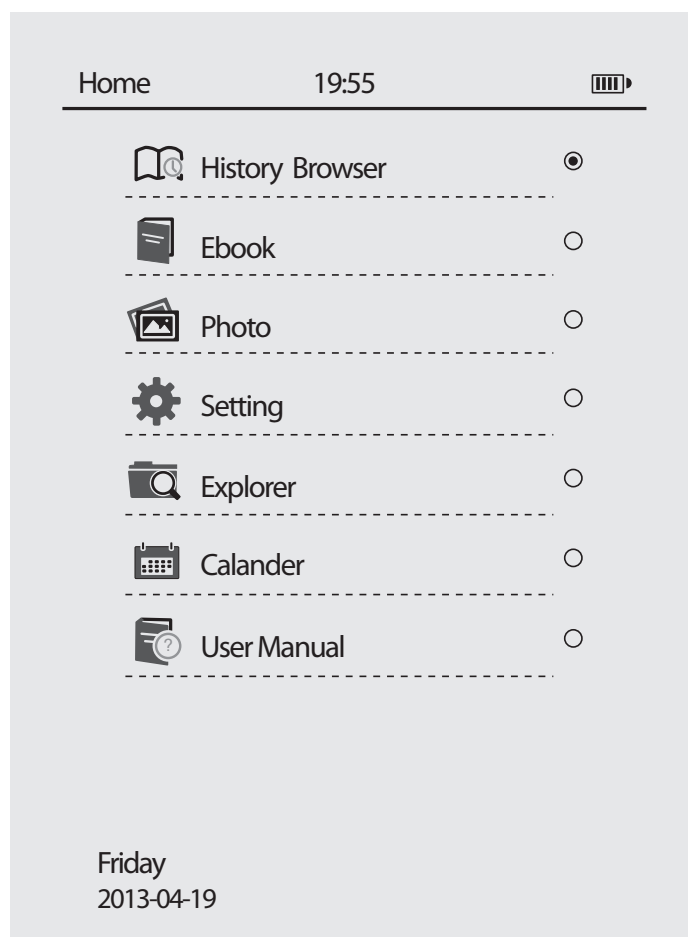 Home 19:55
History Browser
Ebook
Photo
Setting
Explorer
Calander
User Manual
?
Friday
2013-04-19